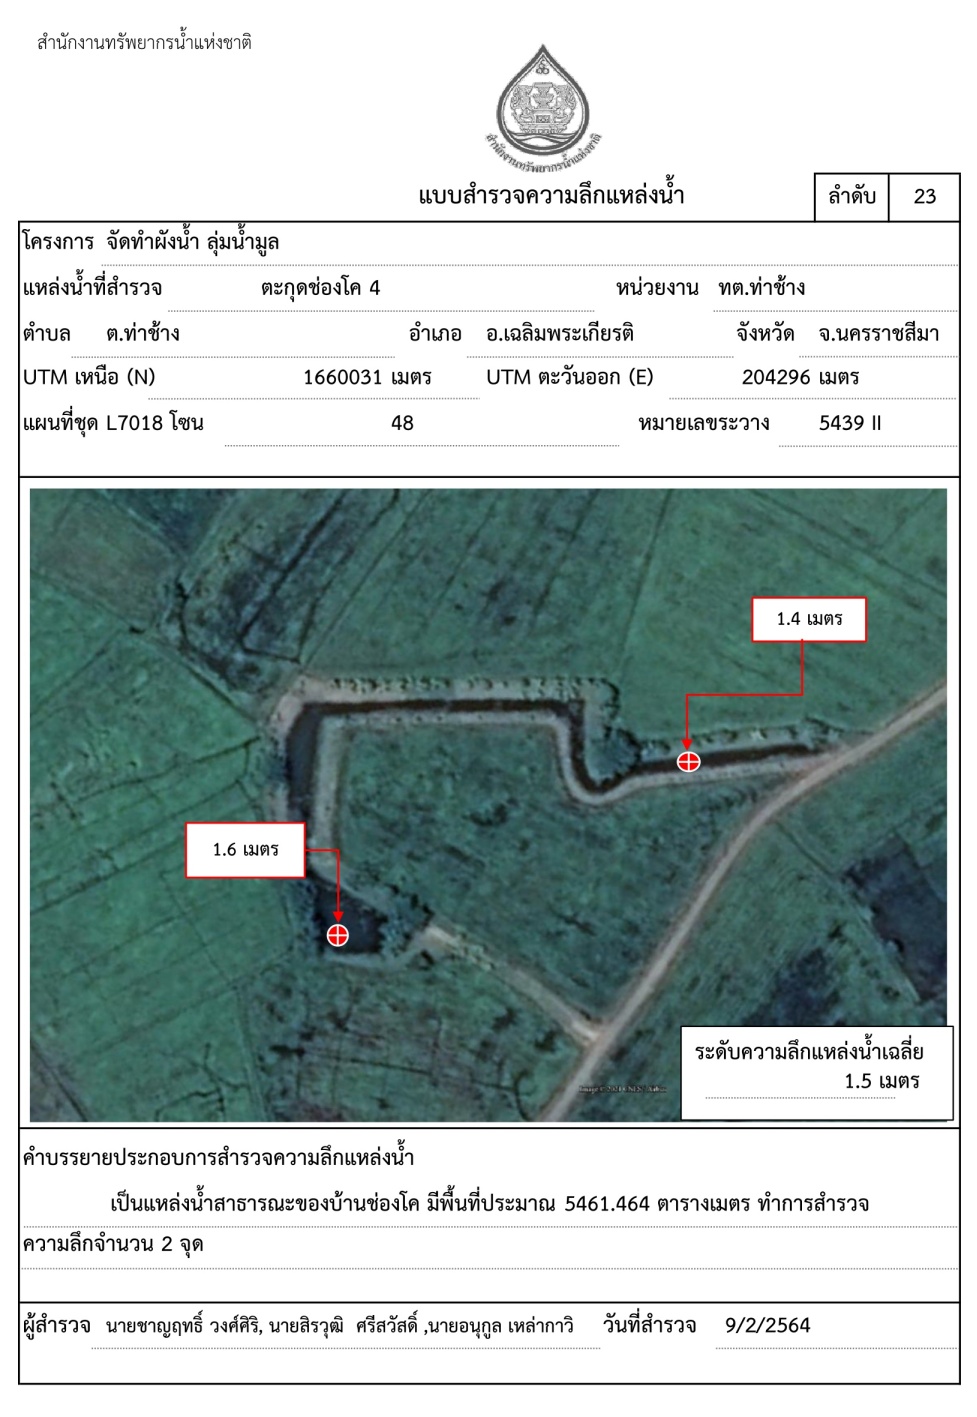 สำนักงานทรัพยากรน้ำแห่งชาติ
สำนักงานทรัพยากรน้ำแห่งชาติ
แบบสำรวจความลึกแหล่งน้ำ ลำดับ 23
โครงการ จัดทำผังน้ำ ลุ่มน้ำมูล
แหล่งน้ำที่สำรวจ ตะกุดช่องโค 4 หน่วยงาน ทต.ท่าช้าง
ตำบล ต.ท่าช้าง อำเภอ อ.เฉลิมพระเกียรติ จังหวัด จ.นครราชสีมา
UTM เหนือ (N) 1660031 เมตร UTM ตะวันออก (E) 204296 เมตร
แผนที่ชุด L7018 โซน 48 หมายเลขระวาง 5439 II
1.4 เมตร
1.6 เมตร
ระดับความลึกแหล่งน้ำเฉลี่ย
1.5 เมตร
คำบรรยายประกอบการสำรวจความลึกแหล่งน้ำ
เป็นแหล่งน้ำสาธารณะของบ้านช่องโค มีพื้นที่ประมาณ 5461.464 ตารางเมตร ทำการสำรวจ
ความลึกจำนวน 2 จุด
ผู้สำรวจ นายชาญฤทธิ์ วงศ์ศิริ, นายสิรวุฒิ ศรีสวัสดิ์ ,นายอนุกูล เหล่ากาวิ วันที่สำรวจ 9/2/2564